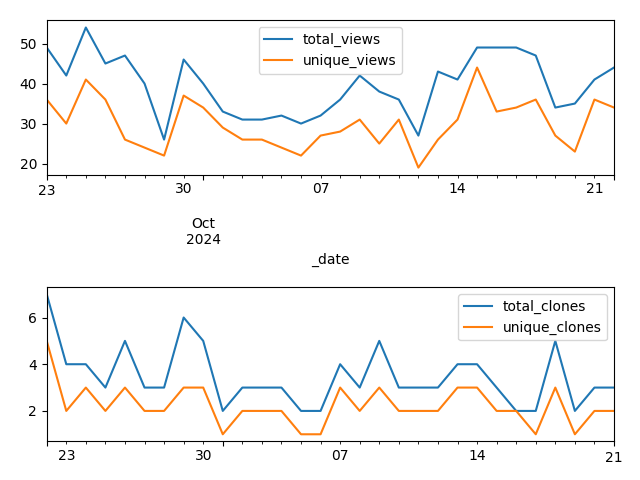 50
40
30
20
total_views
unique_views
23 30 07 14 21
Oct
2024
_date
6
4
2
total_clones
unique_clones
23 30 07 14 21